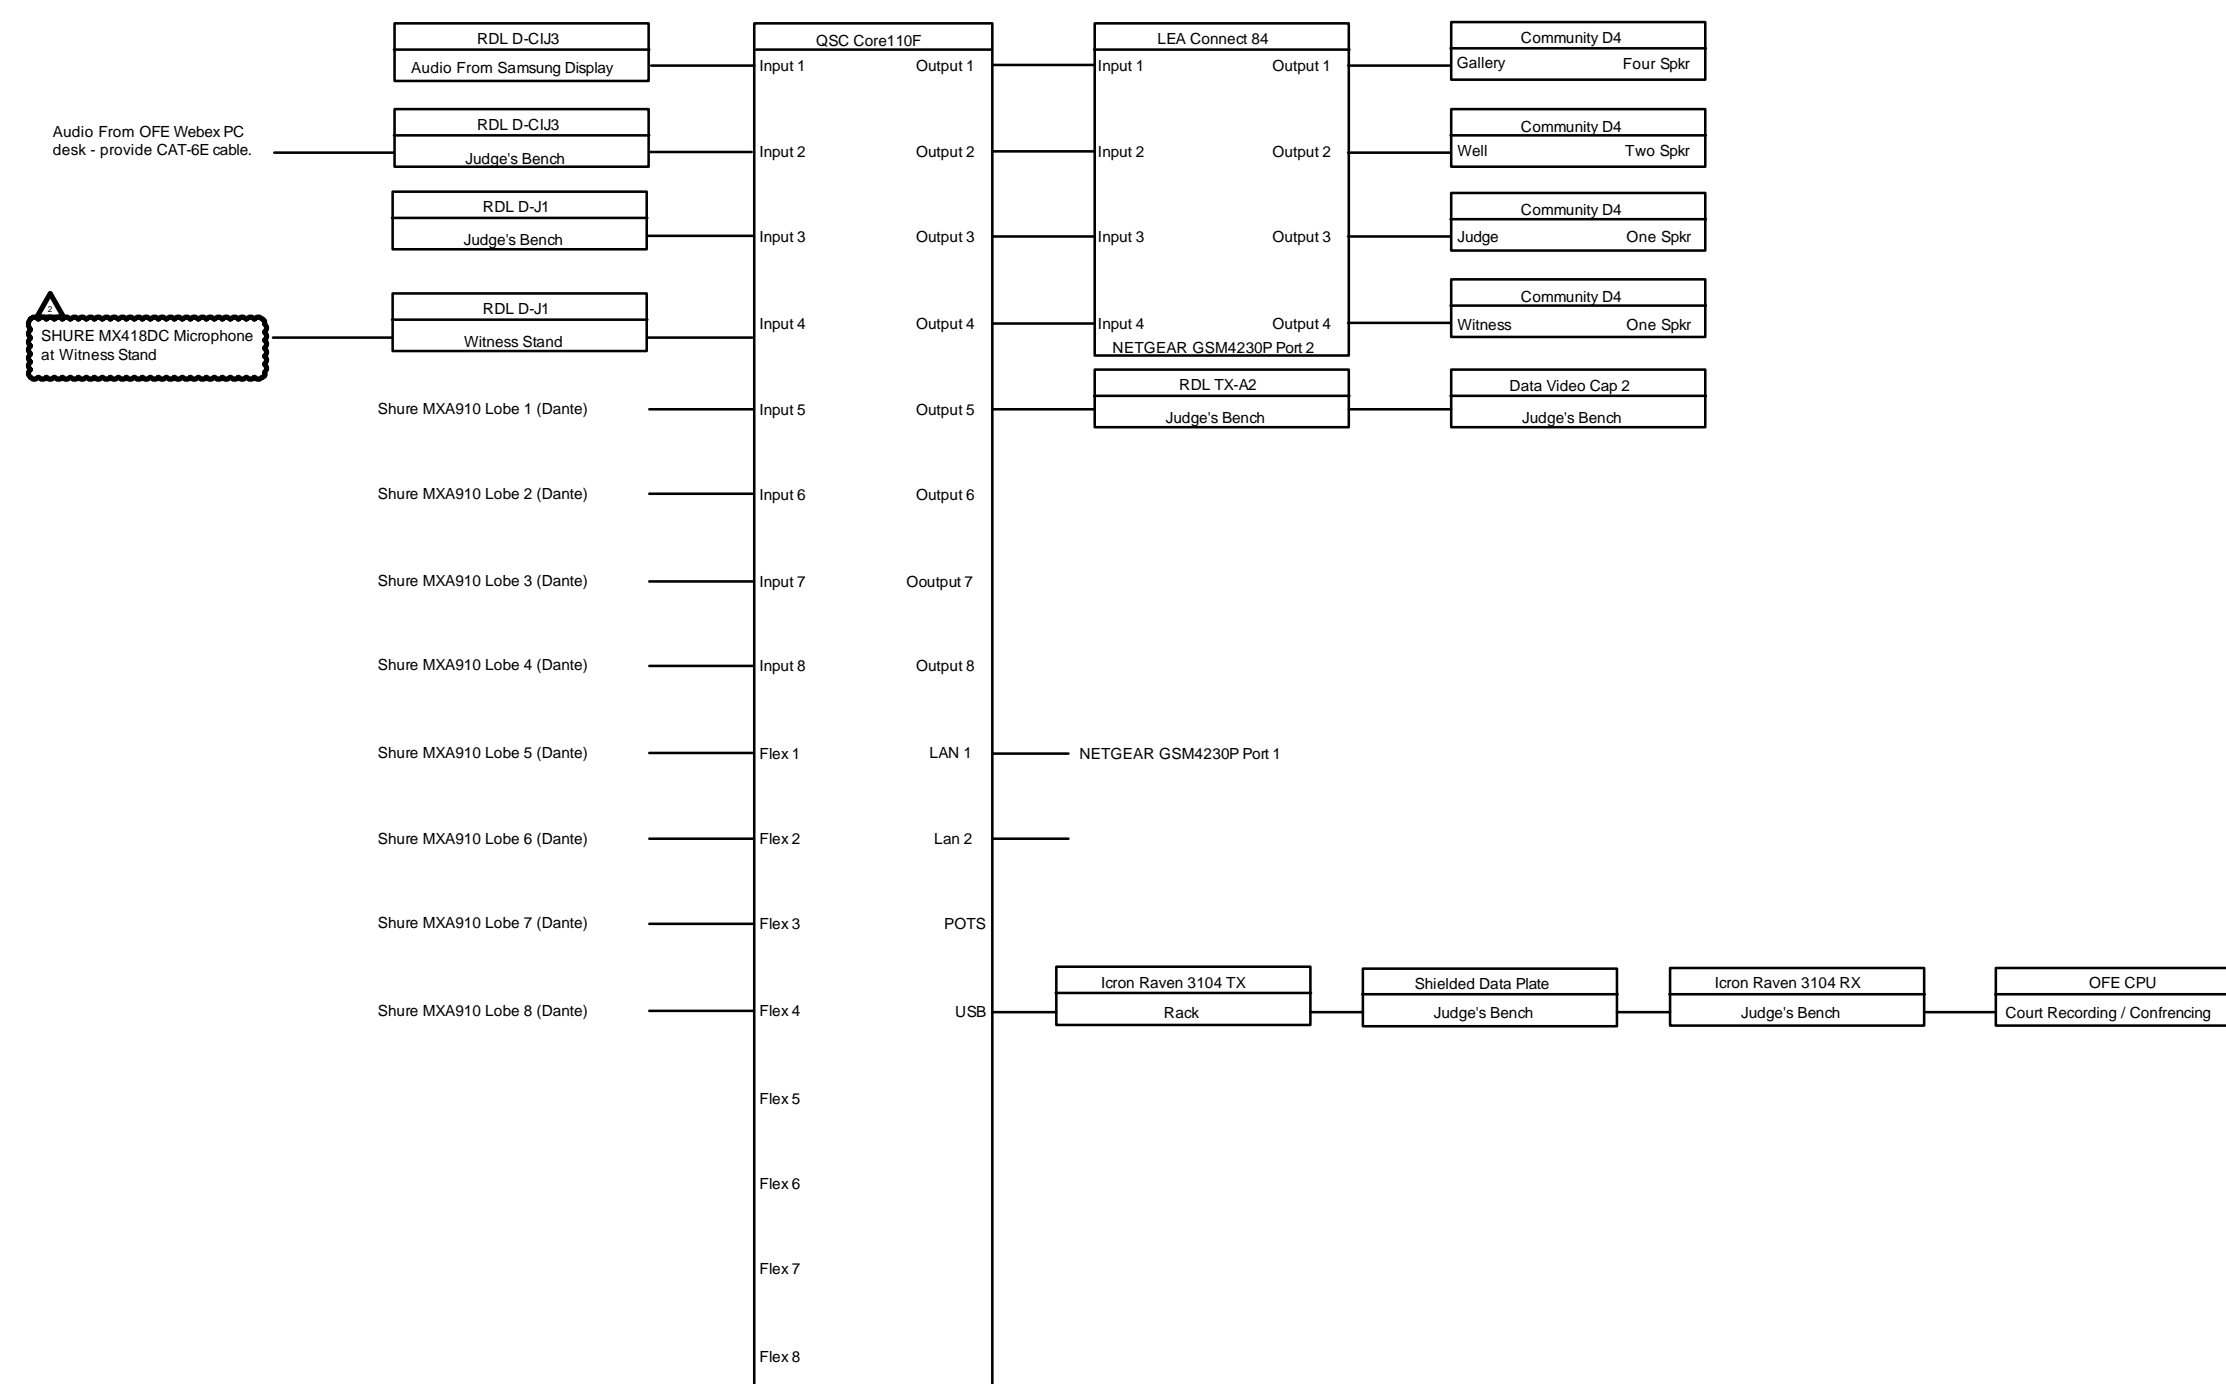 RDL D-CIJ3
Audio From Samsung Display
Audio From OFE Webex PC
desk - provide CAT-6E cable.
RDL D-CIJ3
Judge's Bench
RDL D-J1
Judge's Bench
2
SHURE MX418DC Microphone
at Witness Stand
RDL D-J1
Witness Stand
Shure MXA910 Lobe 1 (Dante)
Shure MXA910 Lobe 2 (Dante)
Shure MXA910 Lobe 3 (Dante)
Shure MXA910 Lobe 4 (Dante)
Shure MXA910 Lobe 5 (Dante)
Shure MXA910 Lobe 6 (Dante)
Shure MXA910 Lobe 7 (Dante)
Shure MXA910 Lobe 8 (Dante)
QSC Core110F
Input 1 Output 1
Input 2 Output 2
Input 3 Output 3
Input 4 Output 4
Input 5 Output 5
Input 6 Output 6
Input 7 Ooutput 7
Input 8 Output 8
Flex 1 LAN 1
Flex 2 Lan 2
Flex 3 POTS
Flex 4 USB
Flex 5
Flex 6
Flex 7
Flex 8
LEA Connect 84
Input 1 Output 1
Input 2 Output 2
Input 3 Output 3
Input 4 Output 4
NETGEAR GSM4230P Port 2
RDL TX-A2
Judge's Bench
NETGEAR GSM4230P Port 1
Community D4
Gallery Four Spkr
Community D4
Well Two Spkr
Community D4
Judge One Spkr
Community D4
Witness One Spkr
Data Video Cap 2
Judge's Bench
Icron Raven 3104 TX
Rack
Shielded Data Plate
Judge's Bench
Icron Raven 3104 RX
Judge's Bench
OFE CPU
Court Recording / Confrencing